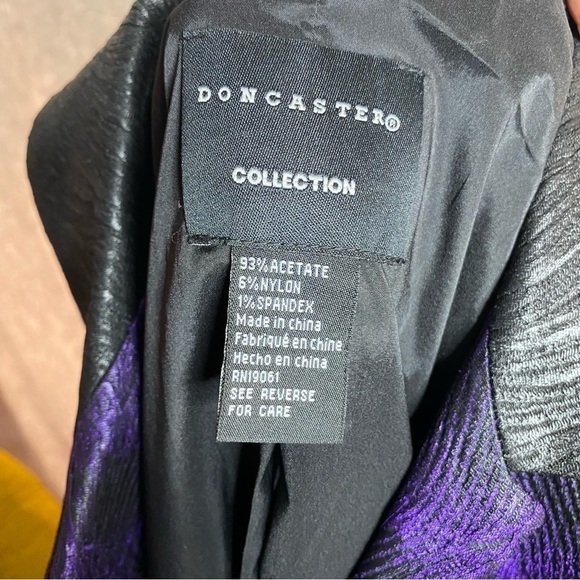 DONCASTER®
COLLECTION
93% ACETATE
6% NYLON
1% SPANDEX
Made in china
Fabriqué en chine
Hecho en china
RN19061
SEE REVERSE
FOR CARE